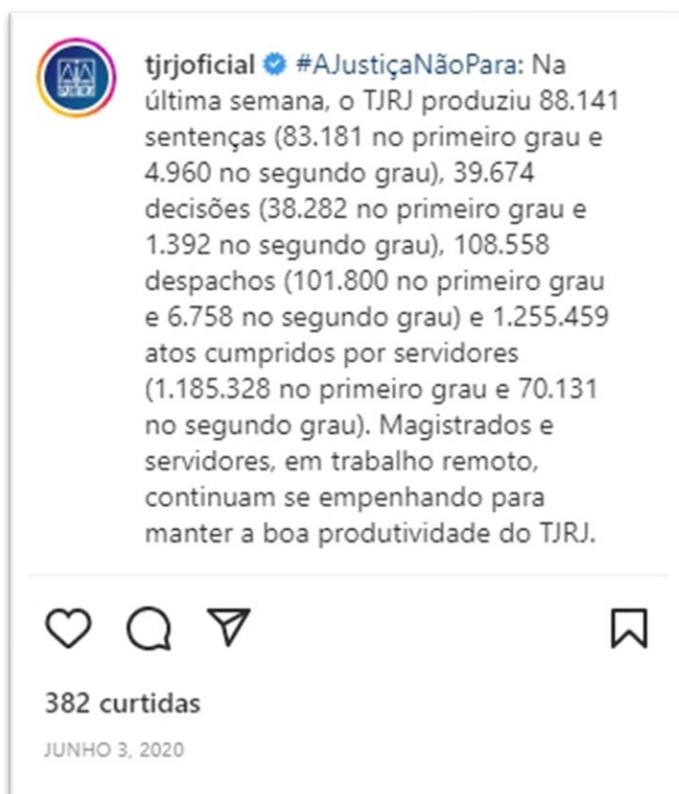 tjrjoficial #AJustiçaNãoPara: Na
última semana, o TJRJ produziu 88.141
sentenças (83.181 no primeiro grau e
4.960 no segundo grau), 39.674
decisões (38.282 no primeiro grau e
1.392 no segundo grau), 108.558
despachos (101.800 no primeiro grau
e 6.758 no segundo grau) e 1.255.459
atos cumpridos por servidores
(1.185.328 no primeiro grau e 70.131
no segundo grau). Magistrados e
servidores, em trabalho remoto,
continuam se empenhando para
manter a boa produtividade do TJRJ.
382 curtidas
JUNHO 3, 2020